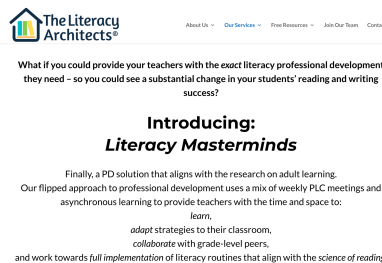 The Literacy
Architects®
About Us
Our Services
Free Resources
Join Our Team
What if you could provide your teachers with the exact literacy professional development
they need – so you could see a substantial change in your students' reading and writing
success?
Introducing:
Literacy Masterminds
Finally, a PD solution that aligns with the research on adult learning.
Our flipped approach to professional development uses a mix of weekly PLC meetings and
asynchronous learning to provide teachers with the time and space to:
learn,
adapt strategies to their classroom,
collaborate with grade-level peers,
and work towards full implementation of literacy routines that align with the science of reading